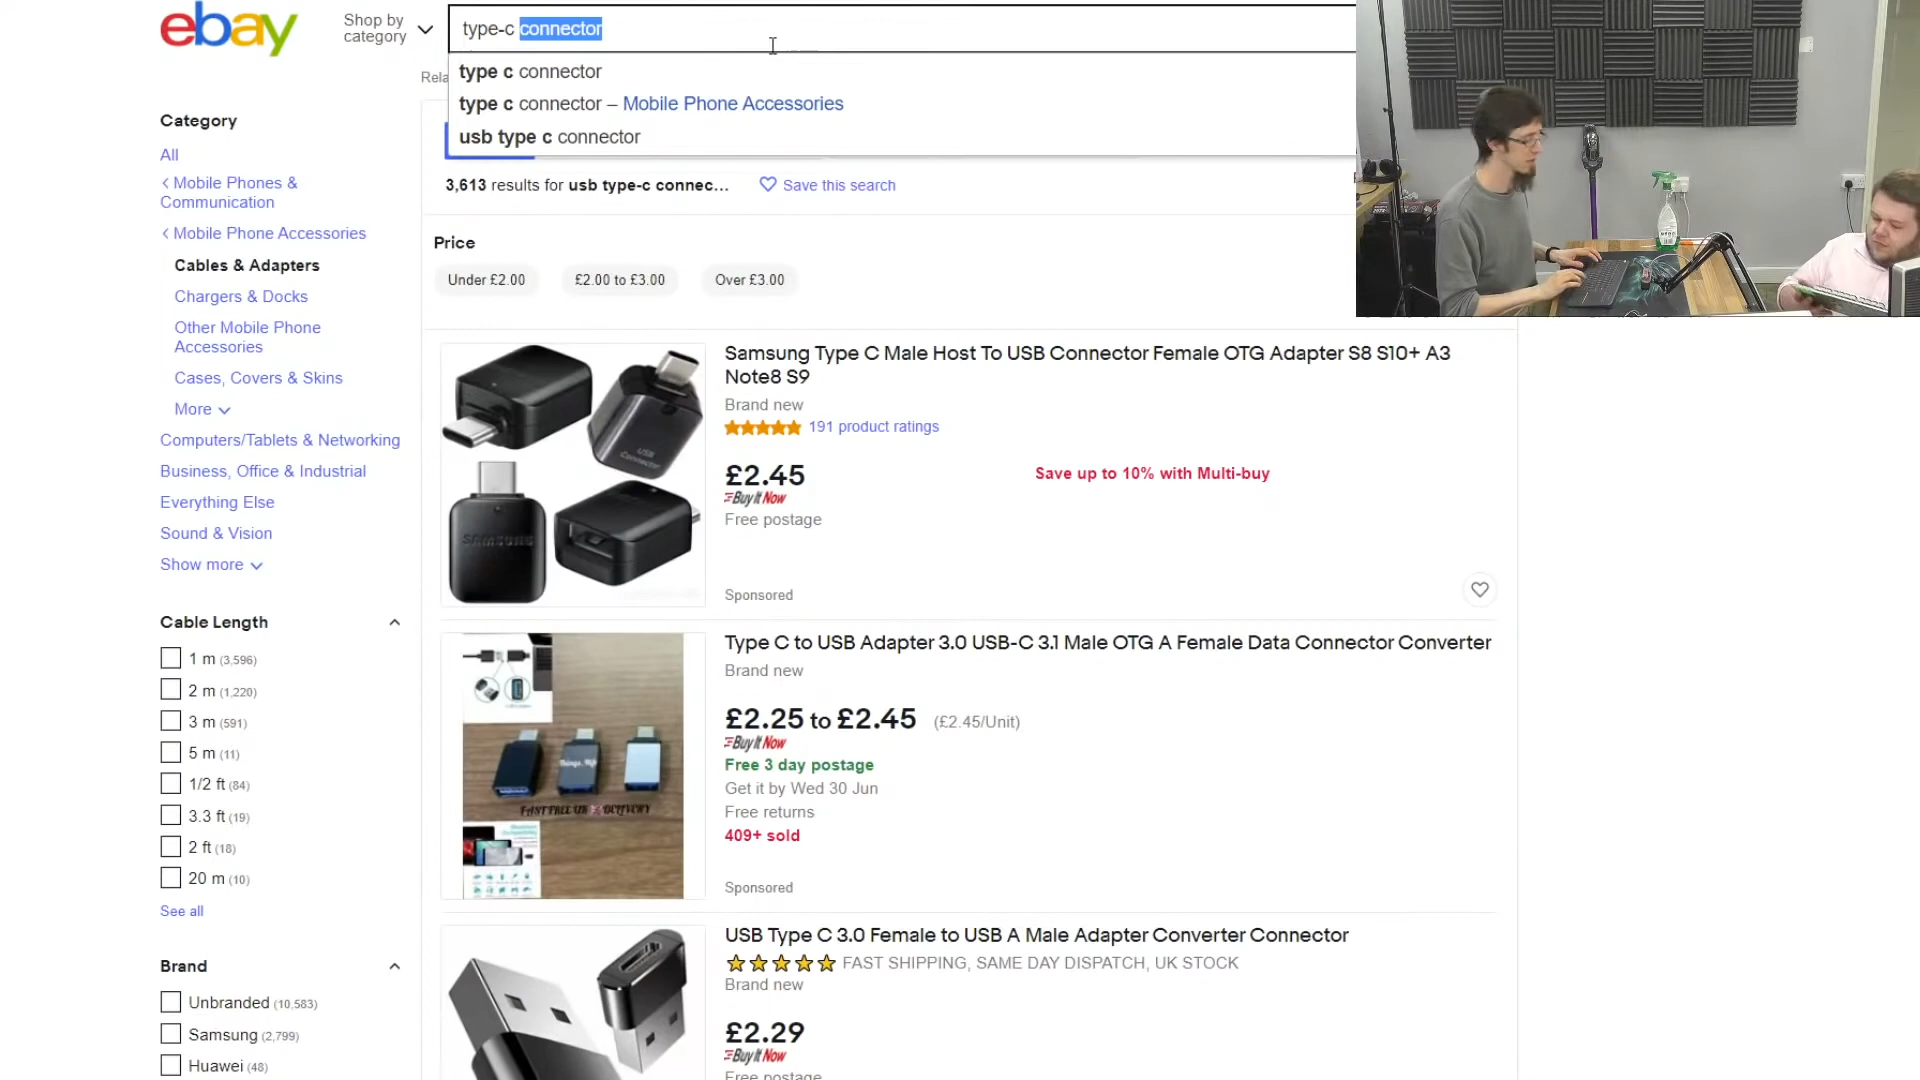 ebay
Shop by
category
type-c connector
type c connector
type c connector – Mobile Phone Accessories
usb type c connector
Rela
3,613 results for usb type-c connec...
Save this search
Category
All
Mobile Phones &
Communication
Mobile Phone Accessories
Cables & Adapters
Chargers & Docks
Other Mobile Phone
Accessories
Cases, Covers & Skins
More
Computers/Tablets & Networking
Business, Office & Industrial
Everything Else
Sound & Vision
Show more
Cable Length
1 m (3,596)
2 m (1,220)
3 m (591)
5 m (11)
1/2 ft (84)
3.3 ft (19)
2 ft (18)
20 m (10)
See all
Brand
Unbranded (10,583)
Samsung (2,799)
Huawei (48)
Price
Under £2.00
£2.00 to £3.00
Over £3.00
USB
Connector
SAMSUNG
Samsung Type C Male Host To USB Connector Female OTG Adapter S8 S10+ A3
Note8 S9
Brand new
191 product ratings
£2.45
Buy It Now
Free postage
Save up to 10% with Multi-buy
Sponsored
FAST FREE UK DELIVERY
Type C to USB Adapter 3.0 USB-C 3.1 Male OTG A Female Data Connector Converter
Brand new
£2.25 to £2.45 (£2.45/Unit)
Buy It Now
Free 3 day postage
Get it by Wed 30 Jun
Free returns
409+ sold
Sponsored
USB Type C 3.0 Female to USB A Male Adapter Converter Connector
FAST SHIPPING, SAME DAY DISPATCH, UK STOCK
Brand new
£2.29
Buy It Now
Free postage